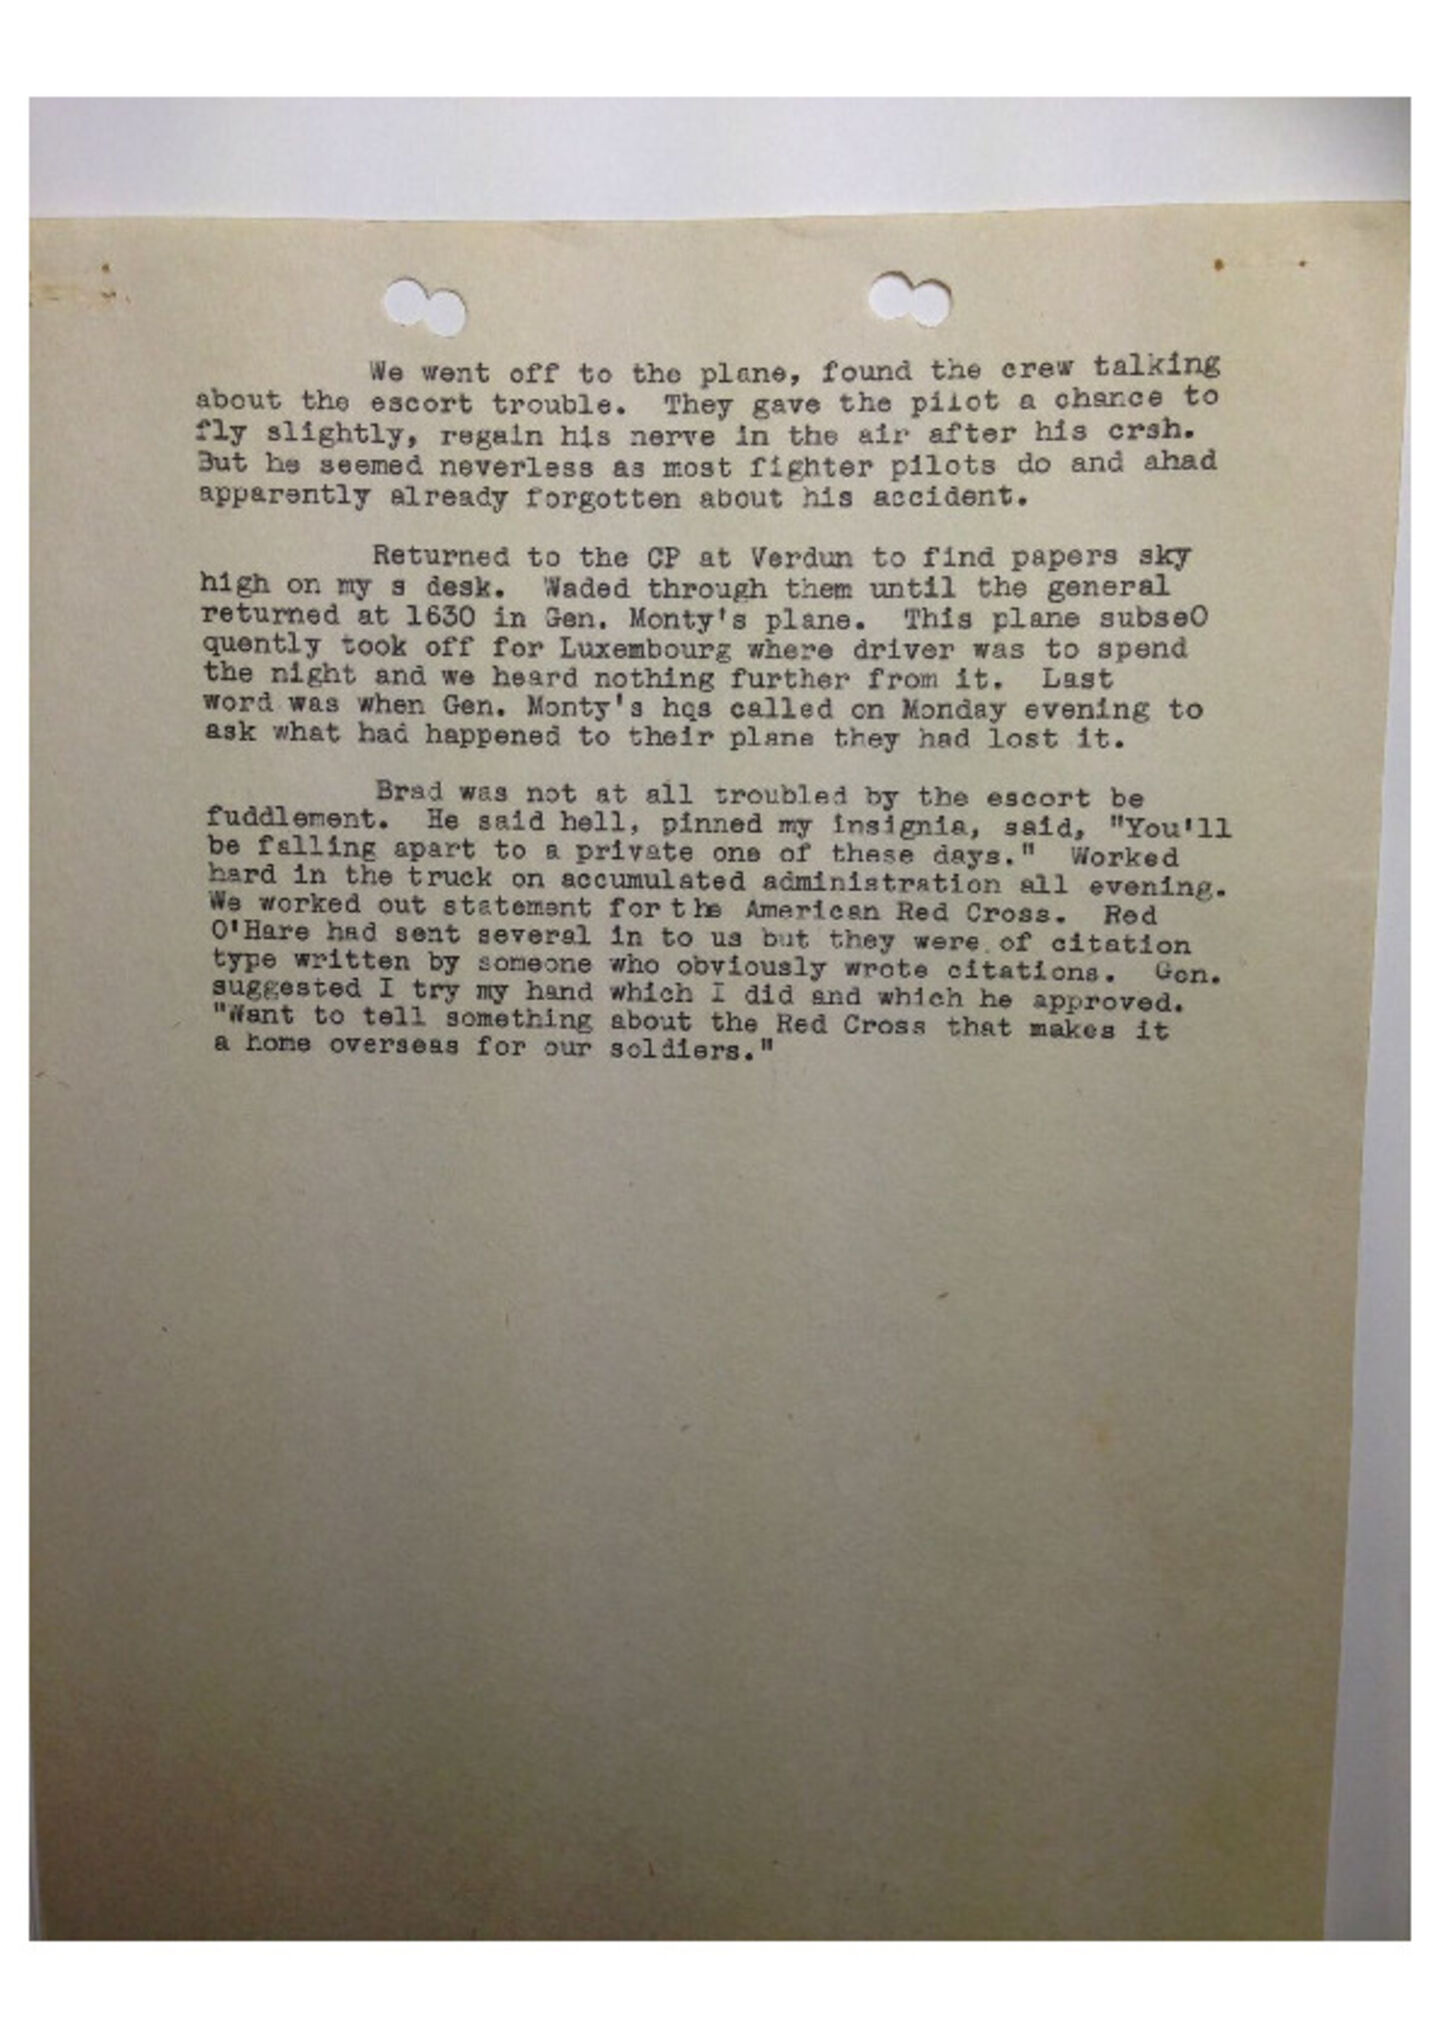 We went off to the plane, found the crew talking
about the escort trouble. They gave the pilot a chance to
fly slightly, regain his nerve in the air after his crsh.
But he seemed neverless as most fighter pilots do and ahad
apparently already forgotten about his accident.
Returned to the CP at Verdun to find papers sky
high on my s desk. Waded through them until the general
returned at 1630 in Gen. Monty's plane. This plane subse0
quently took off for Luxembourg where driver was to spend
the night and we heard nothing further from it. Last
word was when Gen. Monty's hqs called on Monday evening to
ask what had happened to their plane they had lost it.
Brad was not at all troubled by the escort be
fuddlement. He said hell, pinned my insignia, said, "You'll
be falling apart to a private one of these days." Worked
hard in the truck on accumulated administration all evening.
We worked out statement for the American Red Cross. Red
O'Hare had sent several in to us but they were of citation
type written by someone who obviously wrote citations. Gen.
suggested I try my hand which I did and which he approved.
"Want to tell something about the Red Cross that makes it
a home overseas for our soldiers."